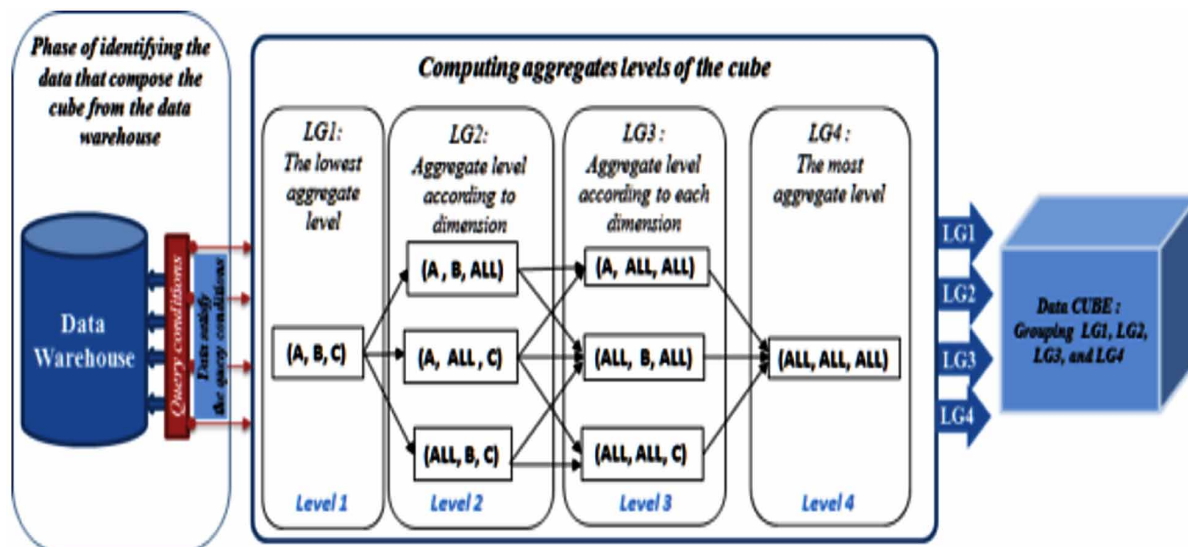 Phase of identifying the
data that compose the
cube from the data
warehouse
Data
Warehouse
Query conditions
Data satisfy
the query conditions
Computing aggregates levels of the cube
LG1:
The lowest
aggregate
level
(A, B, C)
Level 1
LG2:
Aggregate level
according to
dimension
(A , B, ALL)
(A, ALL , C)
(ALL, B, C)
Level 2
LG3 :
Aggregate level
according to each
dimension
(A, ALL, ALL)
(ALL, B, ALL)
(ALL, ALL, C)
Level 3
LG4:
The most
aggregate level
(ALL, ALL, ALL)
Level 4
LG1
LG2
LG3
LG4
Data CUBE :
Grouping LG1, LG2,
LG3, and LG4